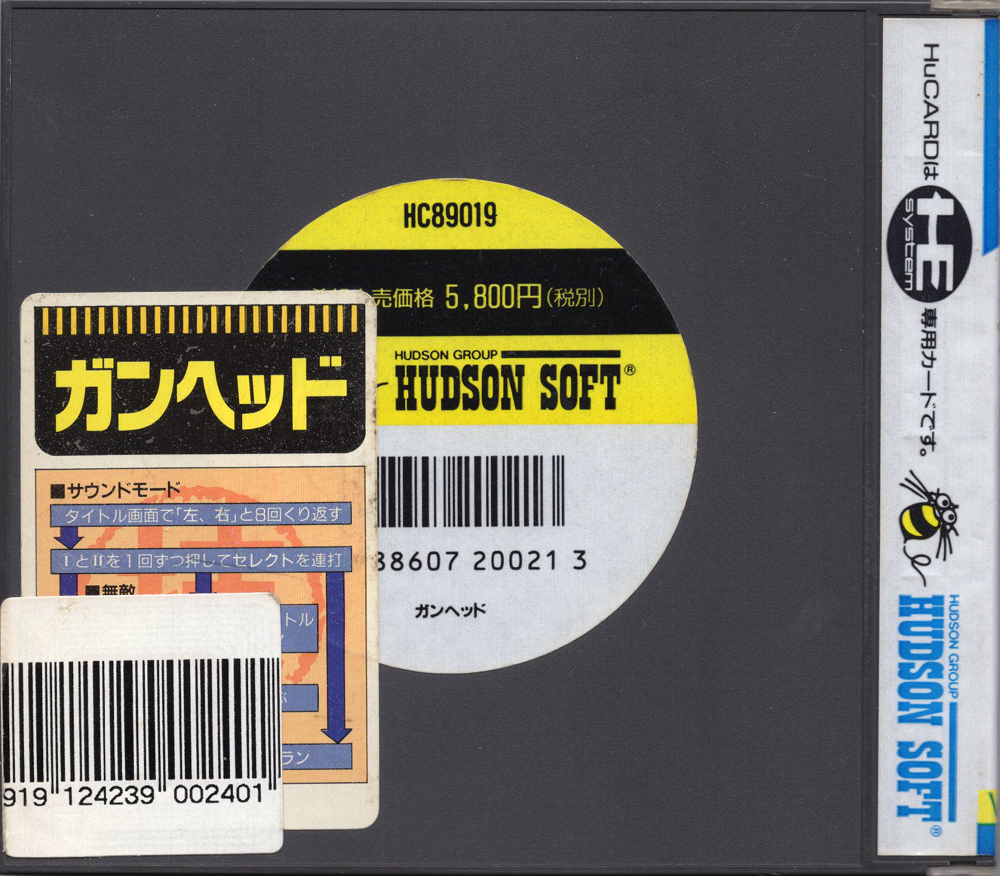 HC89019
売価格 5,800円(税別)
HUDSON GROUP
HUDSON SOFT®
88607 20021 3
ガンヘッド
ガンヘッド
■サウンドモード
タイトル画面で「左、右」と8回くり返す
IとIIを1回ずつ押してセレクトを連打
■無敵
トル
ラン
919 124239 002401
HuCARDは
HE
system
専用カードです。
HUDSON GROUP
HUDSON SOFT®